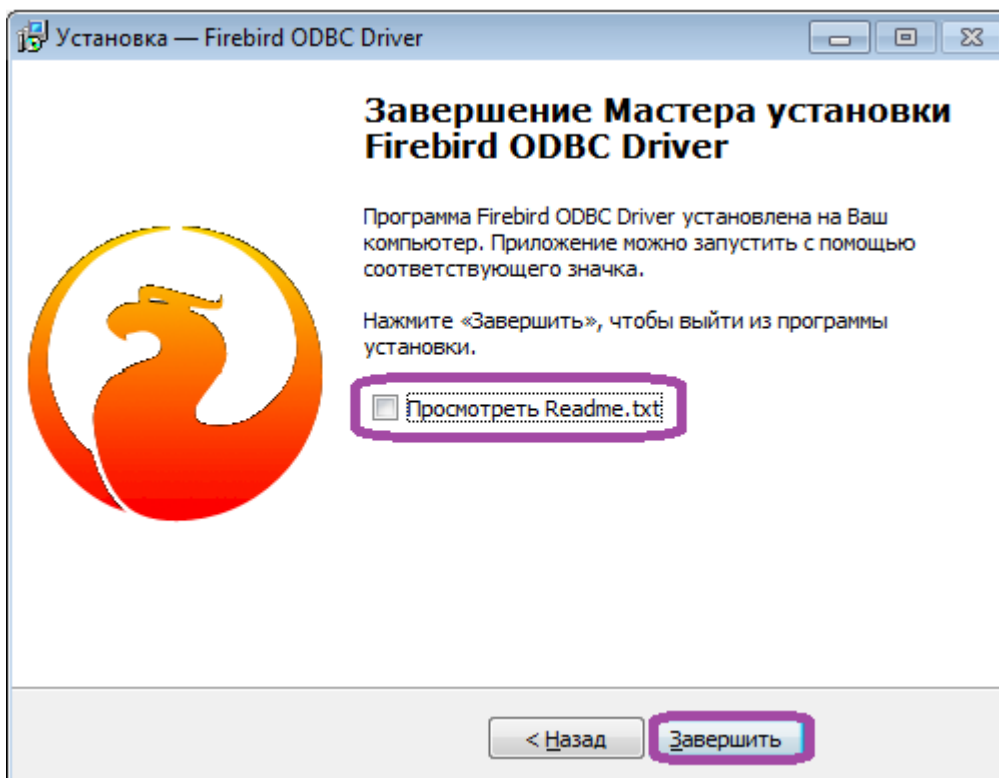 Установка — Firebird ODBC Driver
Завершение Мастера установки
Firebird ODBC Driver
Программа Firebird ODBC Driver установлена на Ваш
компьютер. Приложение можно запустить с помощью
соответствующего значка.
Нажмите «Завершить», чтобы выйти из программы
установки.
Просмотреть Readme.txt
< Назад
Завершить